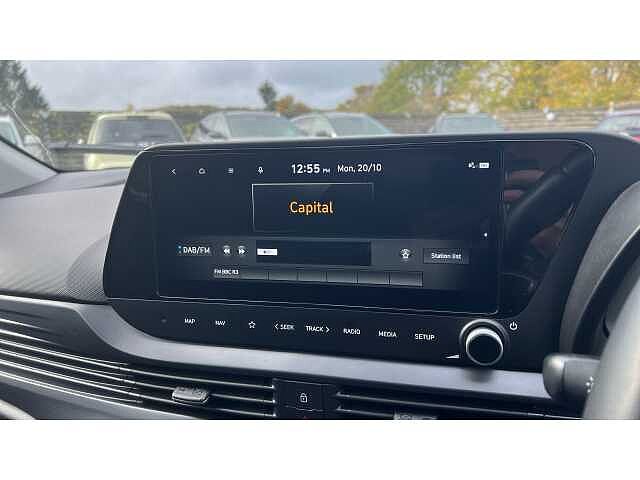 12:55 PM Mon, 20/10
Capital
DAB/FM Station list
FM BBC R3
MAP NAV SEEK TRACK RADIO MEDIA SETUP